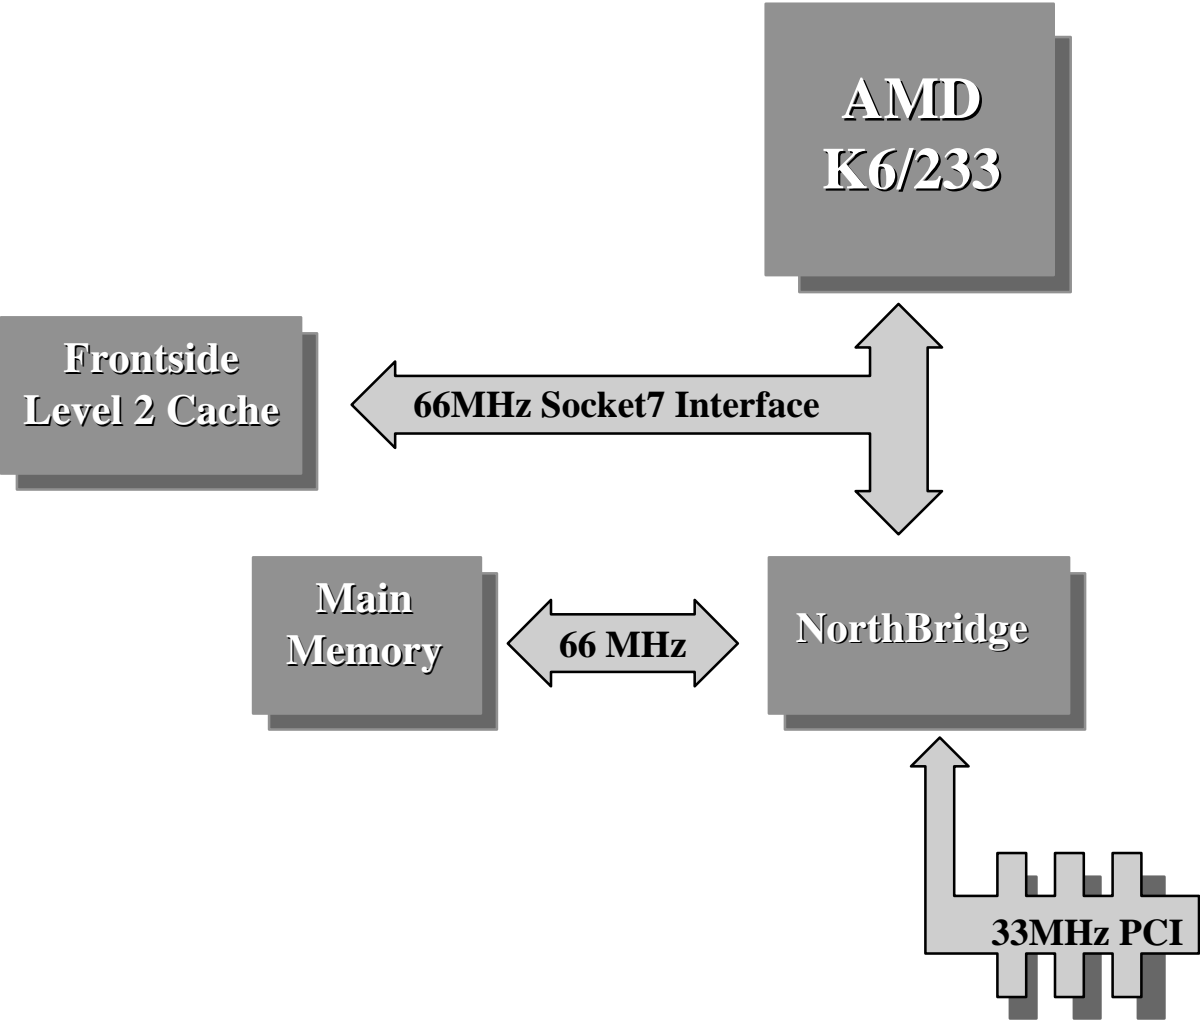 AMD
K6/233
Frontside
Level 2 Cache
66MHz Socket7 Interface
Main
Memory
66 MHz
NorthBridge
33MHz PCI